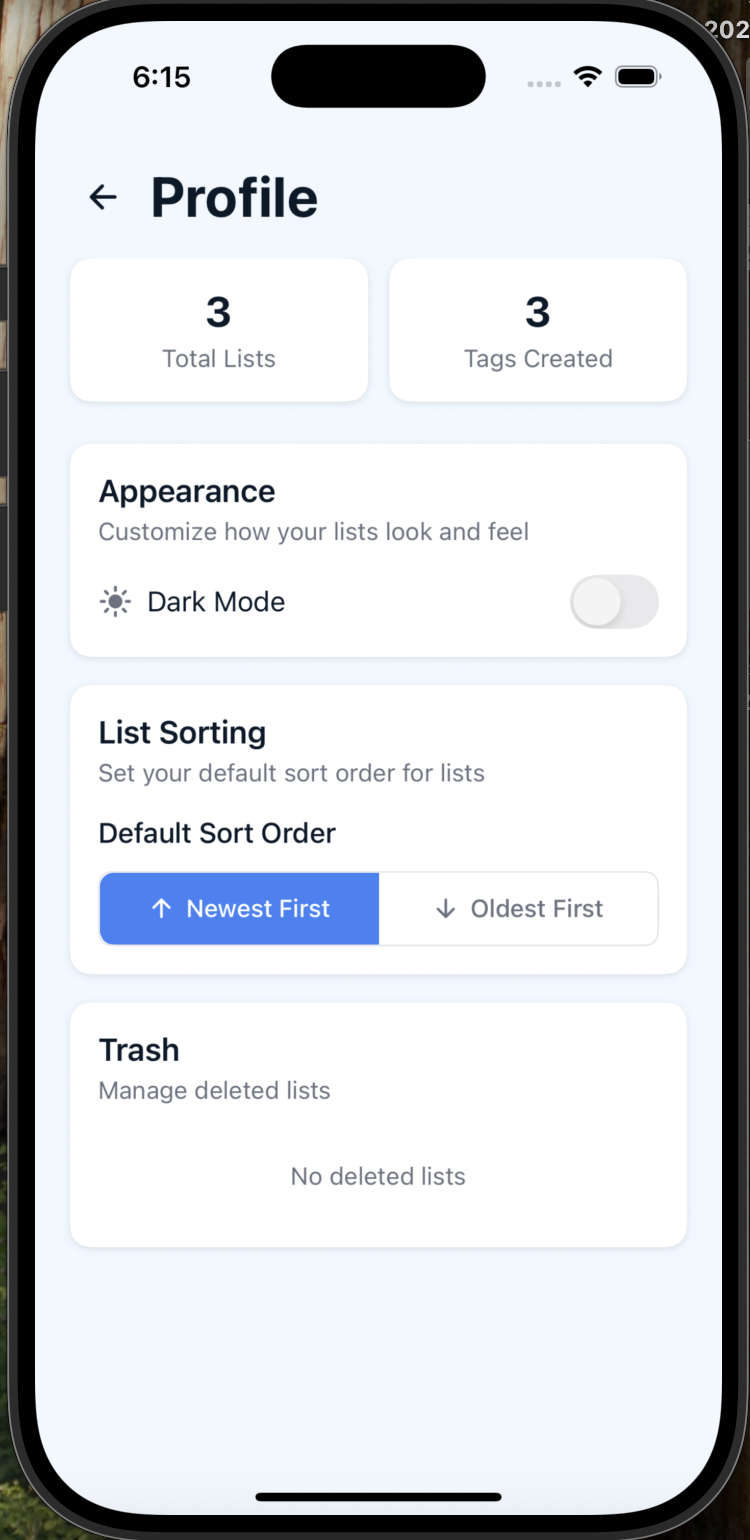 202
6:15
Profile
3
Total Lists
3
Tags Created
Appearance
Customize how your lists look and feel
Dark Mode
List Sorting
Set your default sort order for lists
Default Sort Order
Newest First
Oldest First
Trash
Manage deleted lists
No deleted lists